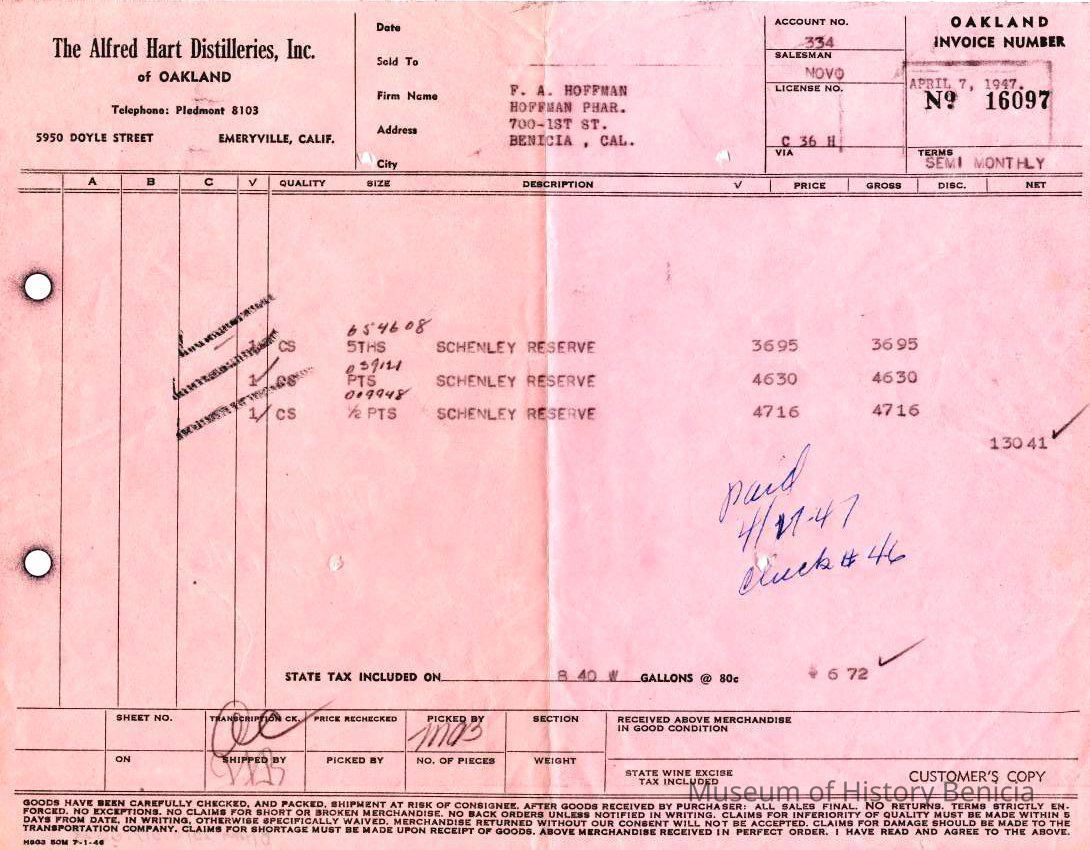 The Alfred Hart Distilleries, Inc.
of OAKLAND
Telephone: Piedmont 8103
5950 DOYLE STREET EMERYVILLE, CALIF.
Date
Sold To
Firm Name F. A. HOFFMAN
HOFFMAN PHAR.
Address 700-1ST ST.
BENICIA , CAL.
City
ACCOUNT NO.
334
SALESMAN
NOVO
LICENSE NO.
C 36 H
VIA
OAKLAND
INVOICE NUMBER
APRIL 7, 1947.
Nº 16097
TERMS
SEMI MONTHLY
A B C √ QUALITY SIZE DESCRIPTION √ PRICE GROSS DISC. NET
654608
1 CS 5THS SCHENLEY RESERVE 3695 3695
039121
1 CS PTS SCHENLEY RESERVE 4630 4630
009948
1 CS ½ PTS SCHENLEY RESERVE 4716 4716
13041
paid
4/17-47
check # 46
STATE TAX INCLUDED ON 8 40 W GALLONS @ 80c 6 72
SHEET NO. TRANSCRIPTION CK. PRICE RECHECKED PICKED BY SECTION
RECEIVED ABOVE MERCHANDISE
IN GOOD CONDITION
ON SHIPPED BY PICKED BY NO. OF PIECES WEIGHT
STATE WINE EXCISE
TAX INCLUDED
CUSTOMER'S COPY
Museum of History Benicia
GOODS HAVE BEEN CAREFULLY CHECKED, AND PACKED, SHIPMENT AT RISK OF CONSIGNEE. AFTER GOODS RECEIVED BY PURCHASER: ALL SALES FINAL. NO RETURNS. TERMS STRICTLY EN-
FORCED. NO EXCEPTIONS. NO CLAIMS FOR SHORT OR BROKEN MERCHANDISE. NO BACK ORDERS UNLESS NOTIFIED IN WRITING. CLAIMS FOR INFERIORITY OF QUALITY MUST BE MADE WITHIN 5
DAYS FROM DATE, IN WRITING, OTHERWISE SPECIFICALLY WAIVED. MERCHANDISE RETURNED WITHOUT OUR CONSENT WILL NOT BE ACCEPTED. CLAIMS FOR DAMAGE SHOULD BE MADE TO THE
TRANSPORTATION COMPANY. CLAIMS FOR SHORTAGE MUST BE MADE UPON RECEIPT OF GOODS. ABOVE MERCHANDISE RECEIVED IN PERFECT ORDER. I HAVE READ AND AGREE TO THE ABOVE.
H503 50M 7-1-46